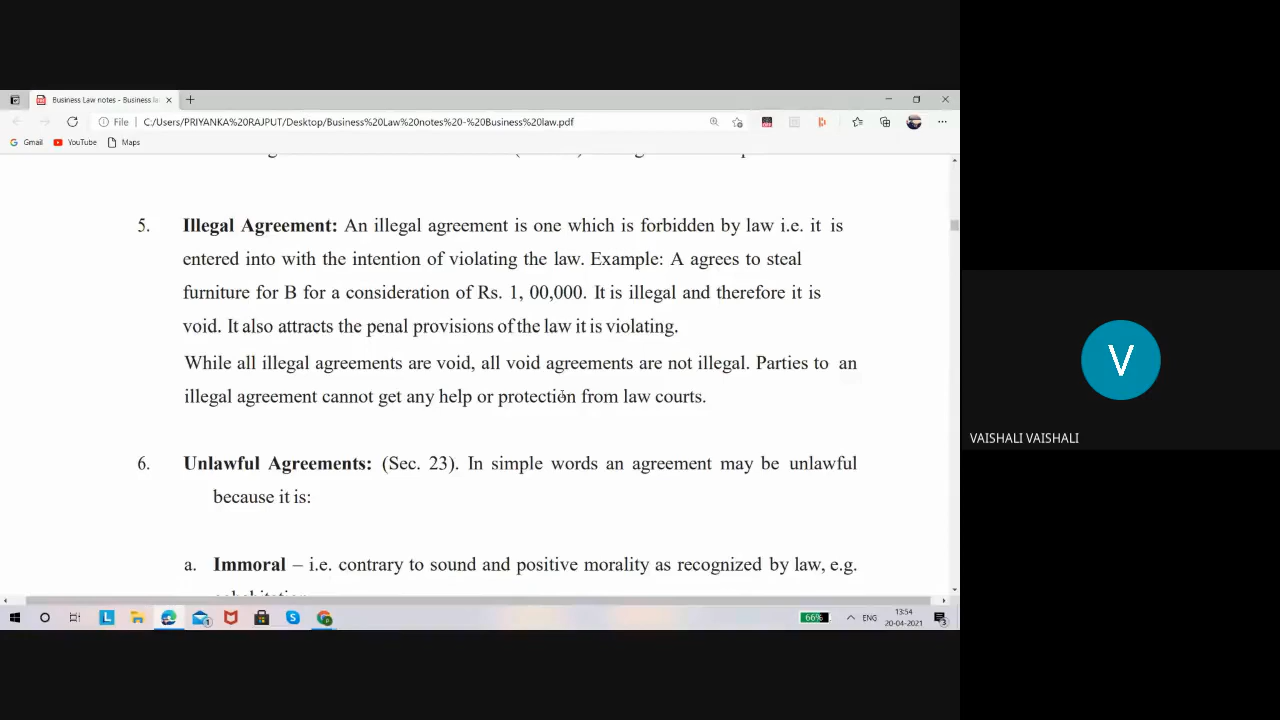 Business Law notes - Business la
File
C:/Users/PRIYANKA%20RAJPUT/Desktop/Business%20Law%20notes%20-%20Business%20law.pdf
Gmail YouTube Maps
5. Illegal Agreement: An illegal agreement is one which is forbidden by law i.e. it is
entered into with the intention of violating the law. Example: A agrees to steal
furniture for B for a consideration of Rs. 1, 00,000. It is illegal and therefore it is
void. It also attracts the penal provisions of the law it is violating.
While all illegal agreements are void, all void agreements are not illegal. Parties to an
illegal agreement cannot get any help or protection from law courts.
V
VAISHALI VAISHALI
6. Unlawful Agreements: (Sec. 23). In simple words an agreement may be unlawful
because it is:
a. Immoral – i.e. contrary to sound and positive morality as recognized by law, e.g.
66%
ENG
13:54
20-04-2021